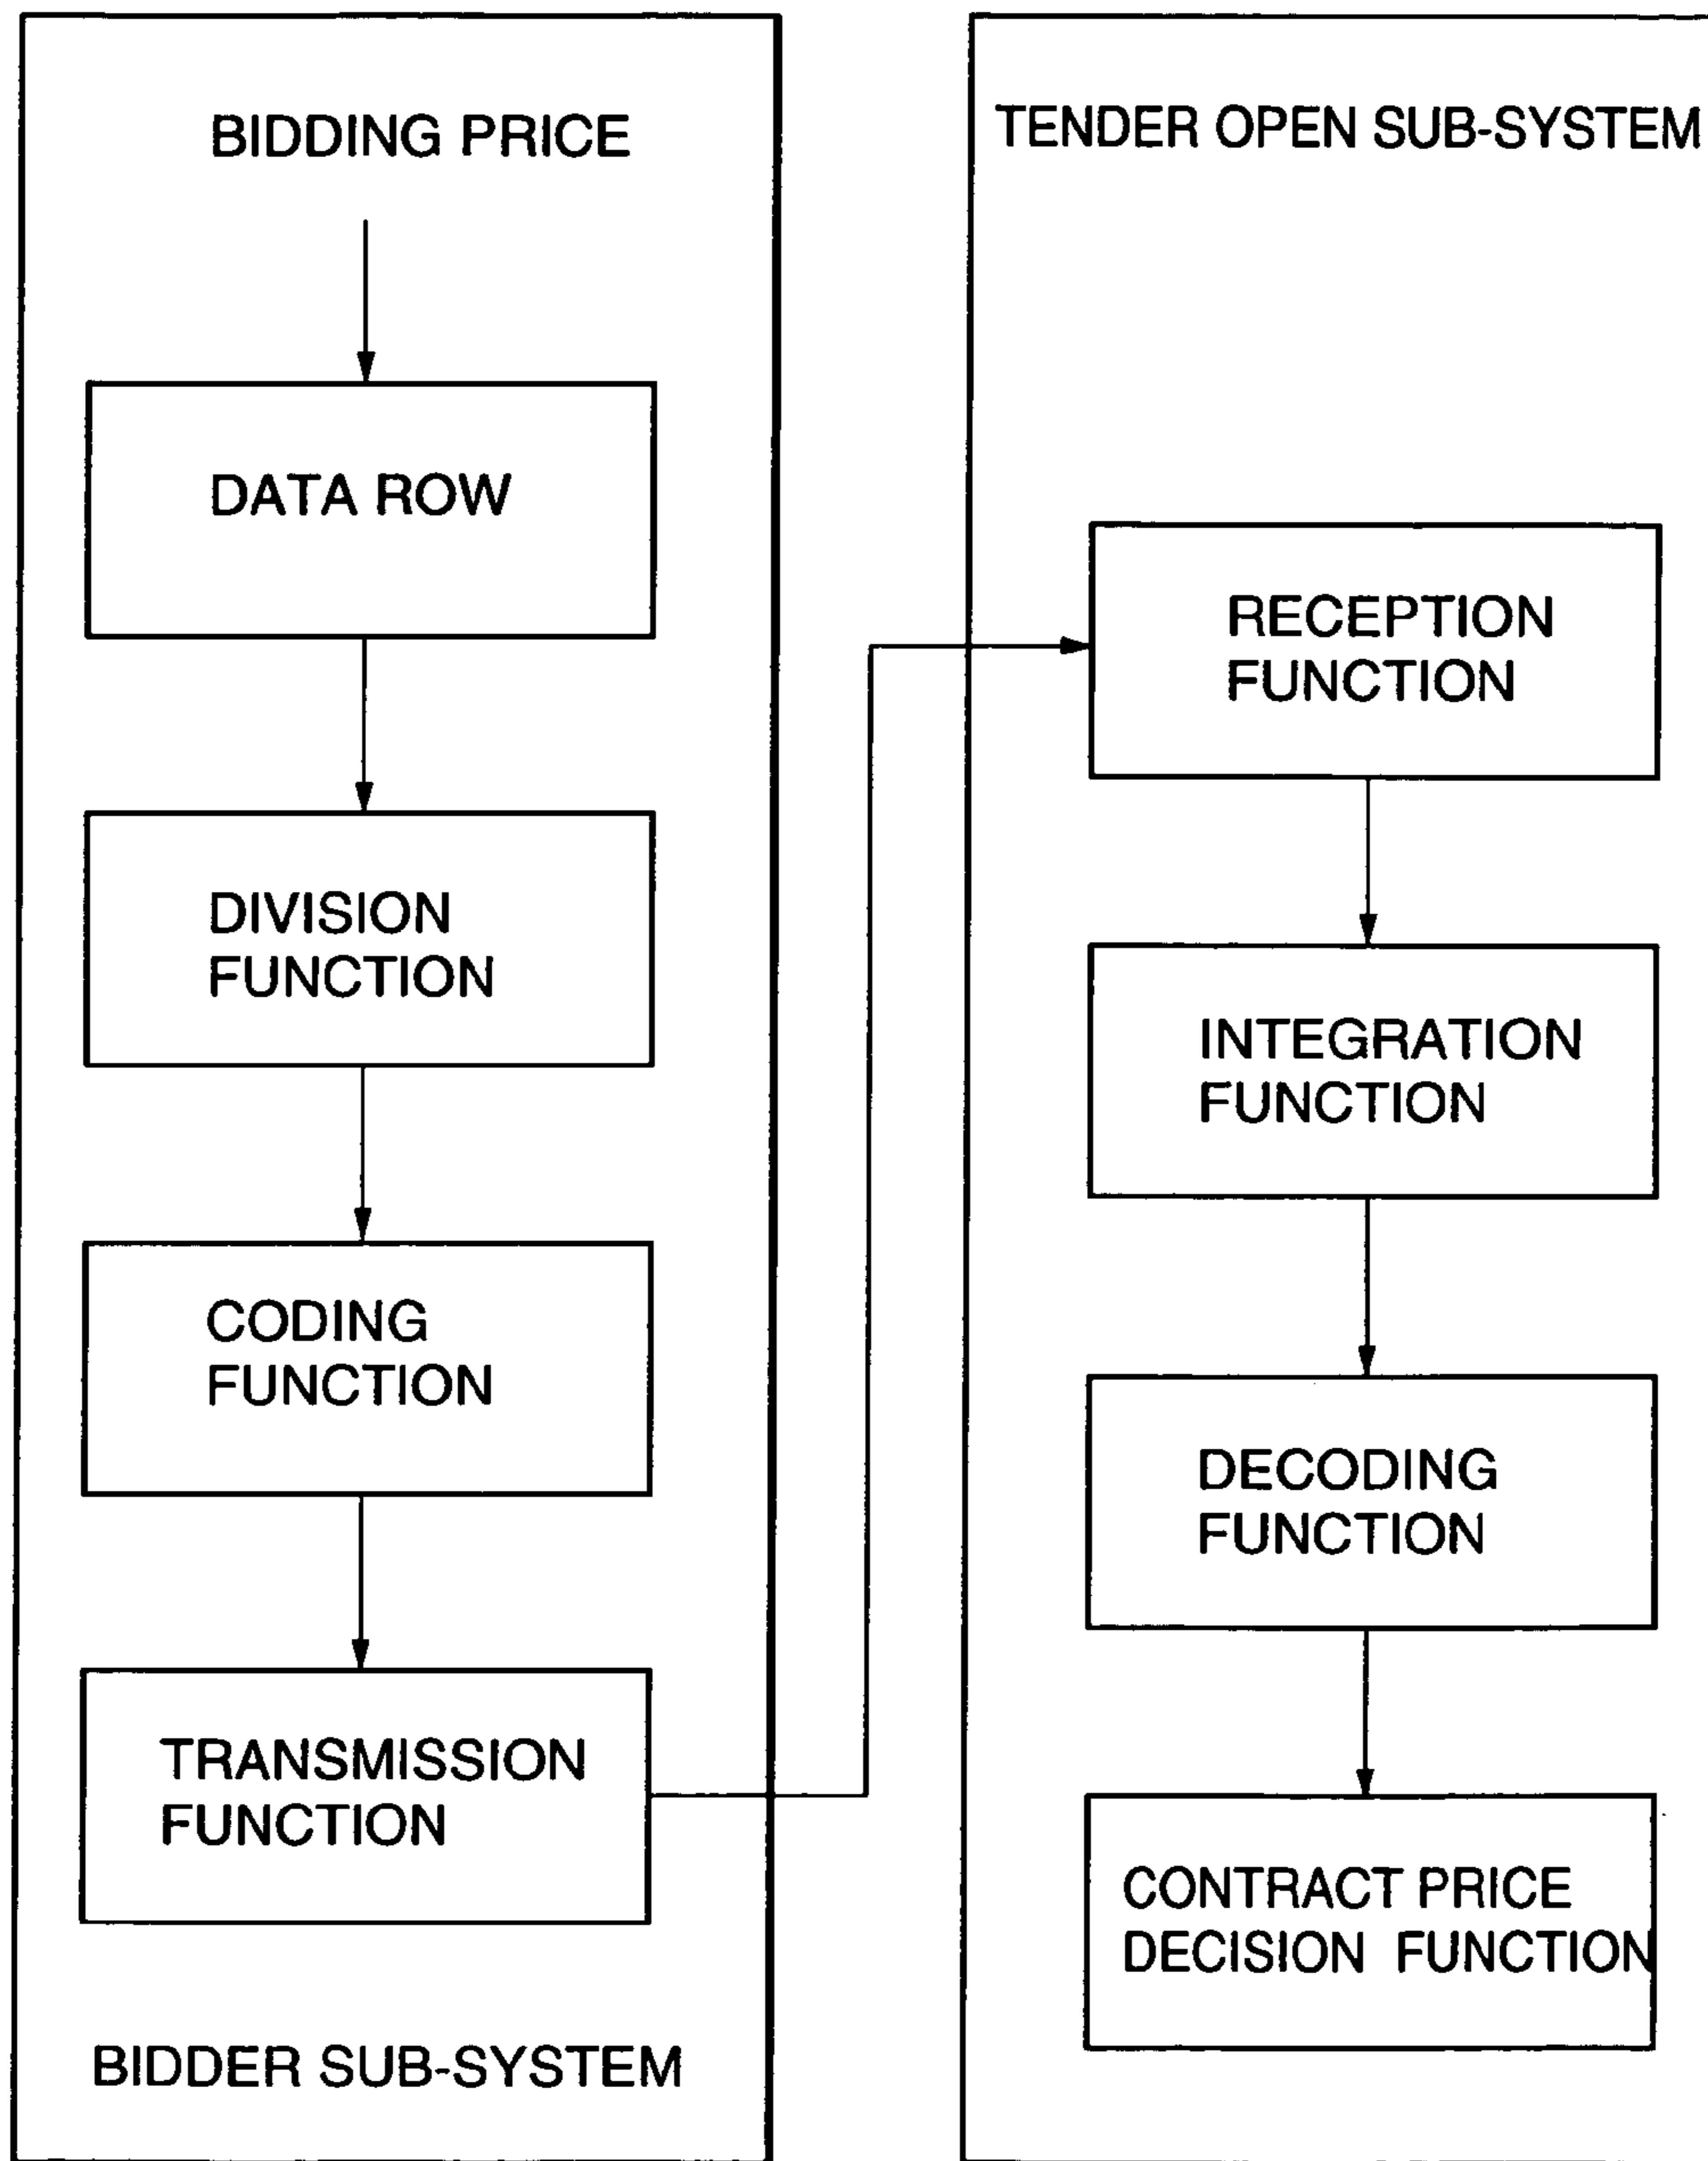 BIDDING PRICE
DATA ROW
DIVISION
FUNCTION
CODING
FUNCTION
TRANSMISSION
FUNCTION
BIDDER SUB-SYSTEM
TENDER OPEN SUB-SYSTEM
RECEPTION
FUNCTION
INTEGRATION
FUNCTION
DECODING
FUNCTION
CONTRACT PRICE
DECISION FUNCTION